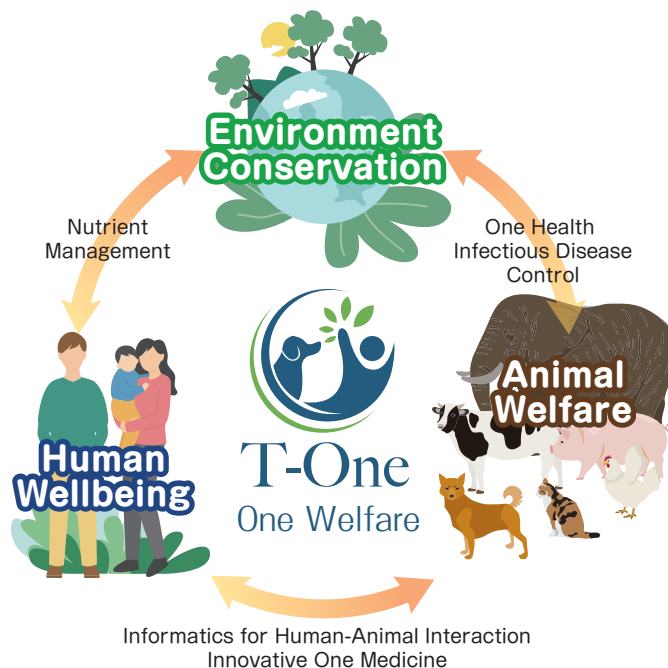 Environment
Conservation
Nutrient
Management
One Health
Infectious Disease
Control
Animal
Welfare
Human
Wellbeing
T-One
One Welfare
Informatics for Human-Animal Interaction
Innovative One Medicine